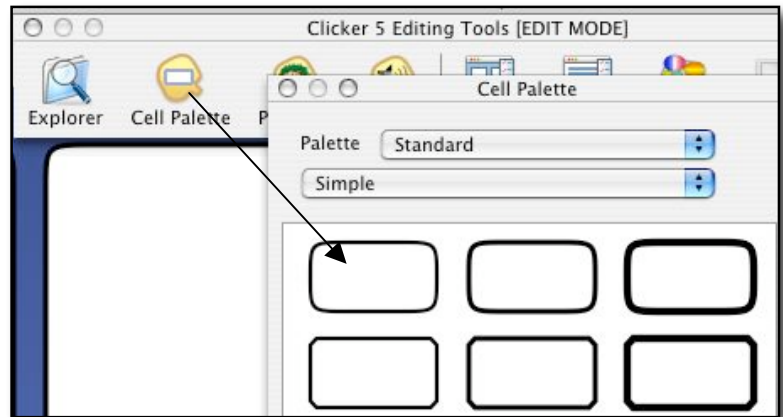 Clicker 5 Editing Tools [EDIT MODE]
Cell Palette
Explorer Cell Palette P
Palette Standard
Simple